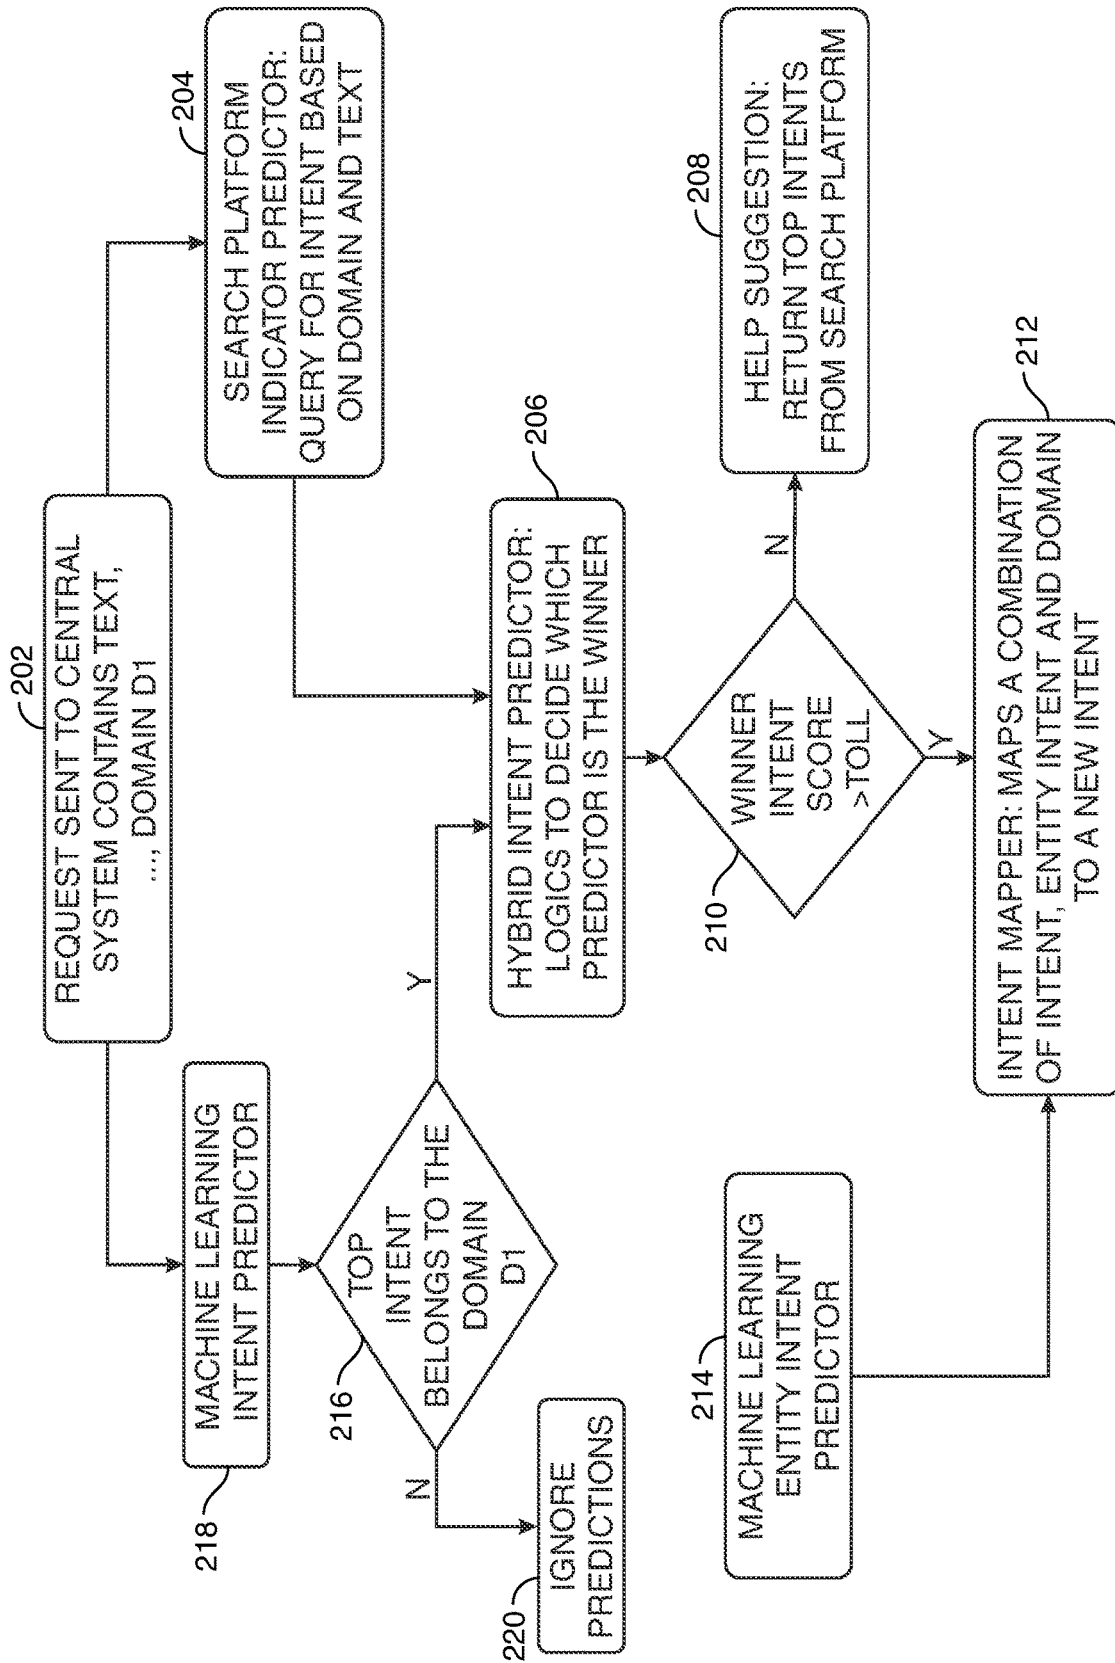 202
REQUEST SENT TO CENTRAL
SYSTEM CONTAINS TEXT,
..., DOMAIN D1
218
MACHINE LEARNING
INTENT PREDICTOR
204
SEARCH PLATFORM
INDICATOR PREDICTOR:
QUERY FOR INTENT BASED
ON DOMAIN AND TEXT
216
TOP
INTENT
BELONGS TO THE
DOMAIN
D1
N
Y
220
IGNORE
PREDICTIONS
206
HYBRID INTENT PREDICTOR:
LOGICS TO DECIDE WHICH
PREDICTOR IS THE WINNER
210
WINNER
INTENT
SCORE
>TOLL
N
Y
208
HELP SUGGESTION:
RETURN TOP INTENTS
FROM SEARCH PLATFORM
214
MACHINE LEARNING
ENTITY INTENT
PREDICTOR
212
INTENT MAPPER: MAPS A COMBINATION
OF INTENT, ENTITY INTENT AND DOMAIN
TO A NEW INTENT